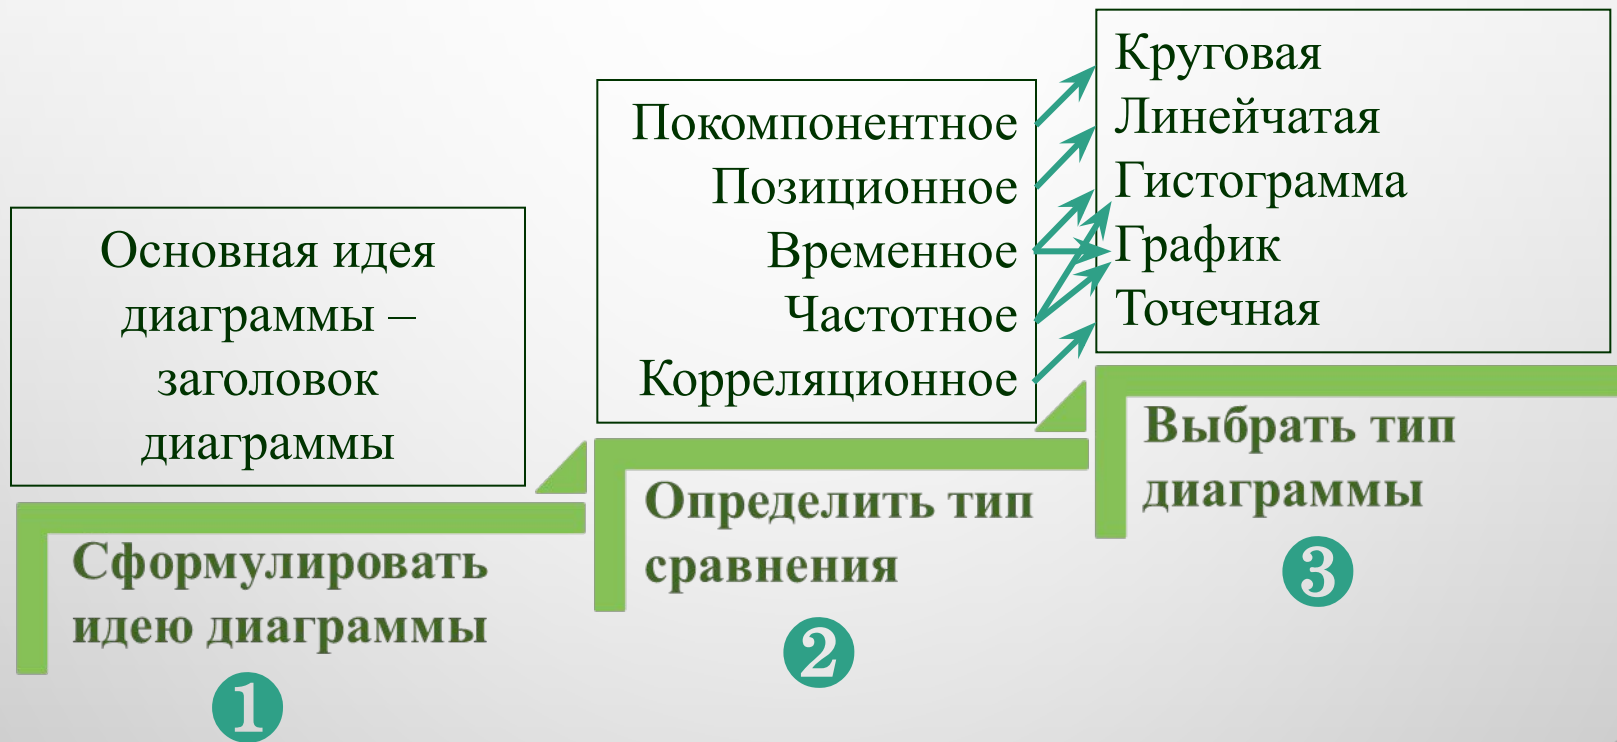 Основная идея
диаграммы –
заголовок
диаграммы
Сформулировать
идею диаграммы
1
Покомпонентное
Позиционное
Временное
Частотное
Корреляционное
Определить тип
сравнения
2
Круговая
Линейчатая
Гистограмма
График
Точечная
Выбрать тип
диаграммы
3